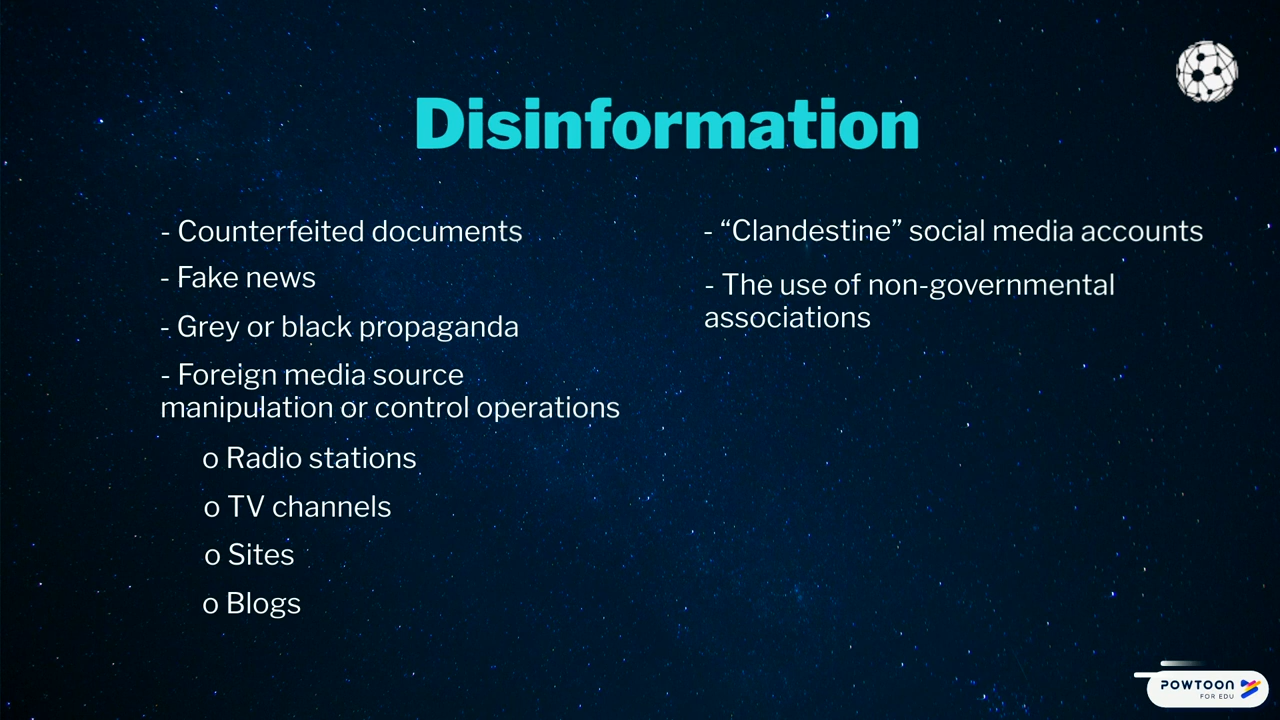 Disinformation
- Counterfeited documents
- Fake news
- Grey or black propaganda
- Foreign media source
manipulation or control operations
o Radio stations
o TV channels
o Sites
o Blogs
- “Clandestine” social media accounts
- The use of non-governmental
associations
POWTOON
FOR EDU